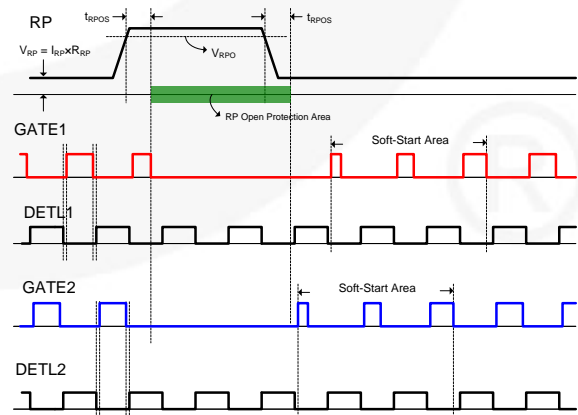 RP
tRPOS
tRPOS
VRP = IRP×RRP
VRPO
RP Open Protection Area
GATE1
Soft-Start Area
DETL1
GATE2
Soft-Start Area
DETL2
®